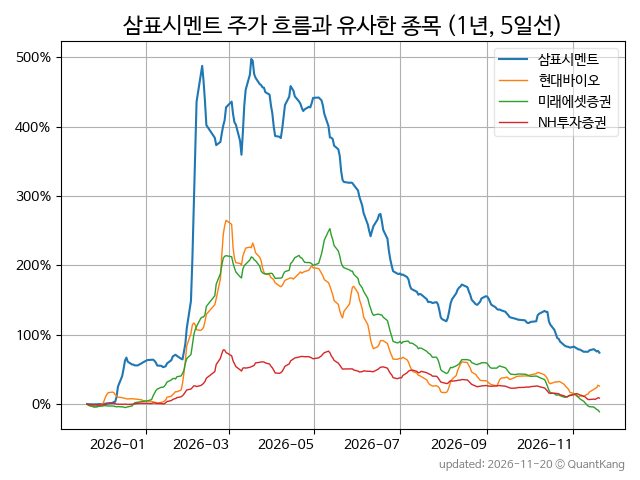 삼표시멘트 주가 흐름과 유사한 종목 (1년, 5일선)
500%
400%
300%
200%
100%
0%
삼표시멘트
현대바이오
미래에셋증권
NH투자증권
2026-01
2026-03
2026-05
2026-07
2026-09
2026-11
updated: 2026-11-20 © QuantKang